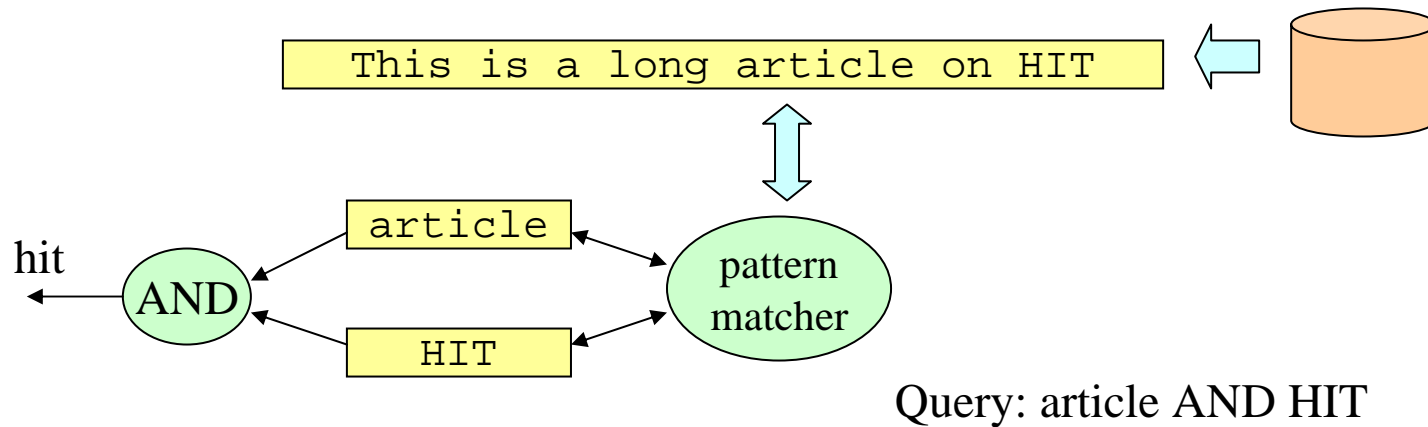 This is a long article on HIT
article
hit
AND
pattern
matcher
HIT
Query: article AND HIT